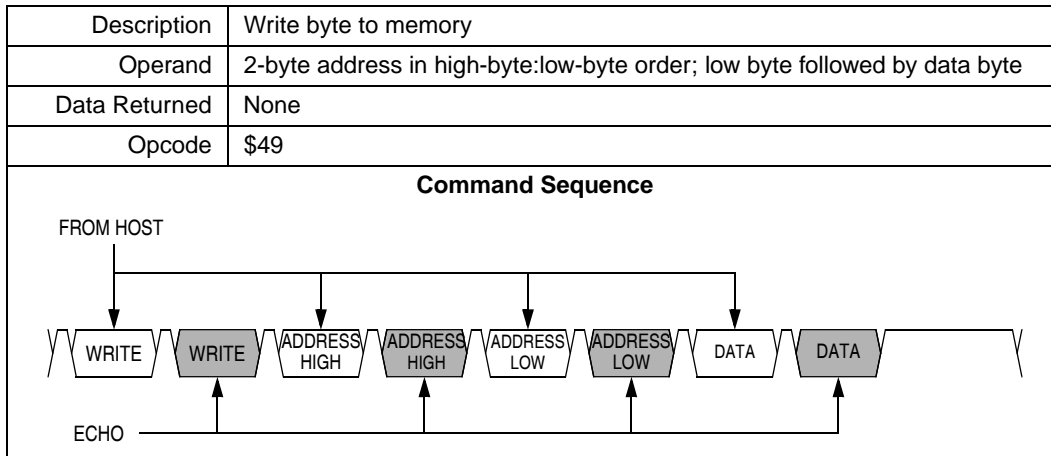 Description Write byte to memory
Operand 2-byte address in high-byte:low-byte order; low byte followed by data byte
Data Returned None
Opcode $49
Command Sequence
FROM HOST
WRITE WRITE ADDRESS HIGH ADDRESS HIGH ADDRESS LOW ADDRESS LOW DATA DATA
ECHO